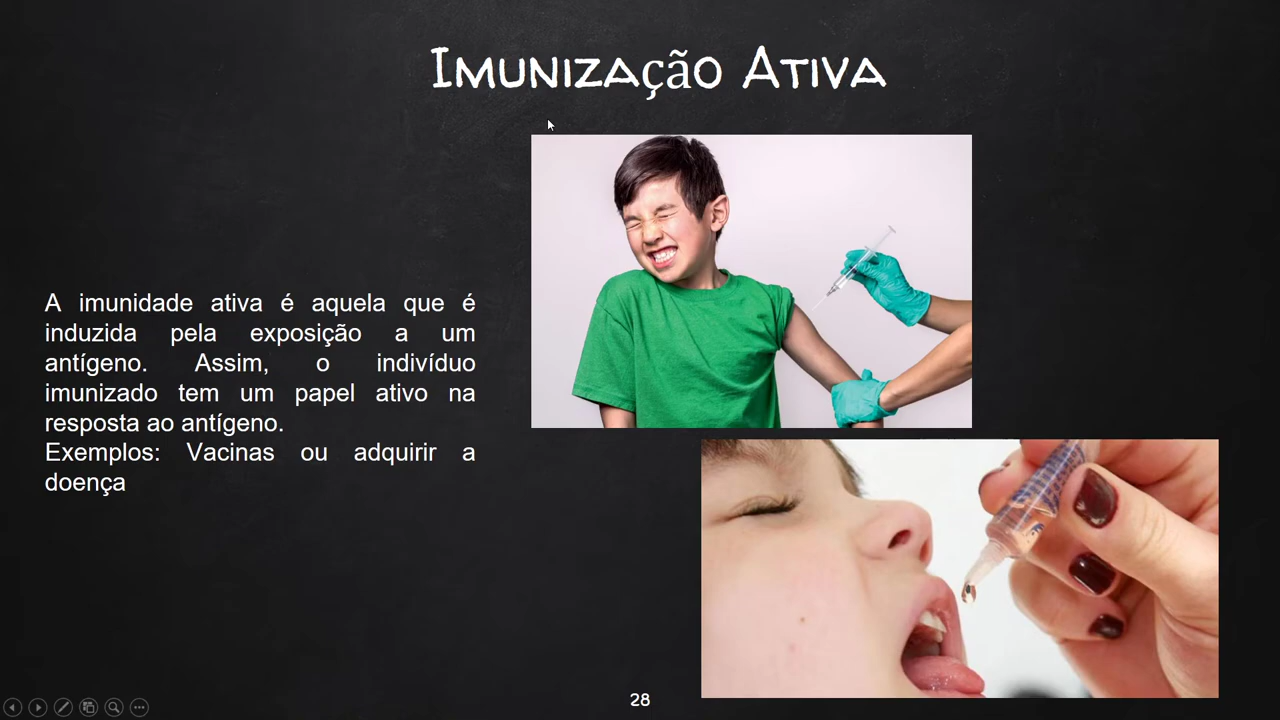 Imunização Ativa
A imunidade ativa é aquela que é
induzida pela exposição a um
antígeno. Assim, o indivíduo
imunizado tem um papel ativo na
resposta ao antígeno.
Exemplos: Vacinas ou adquirir a
doença
28